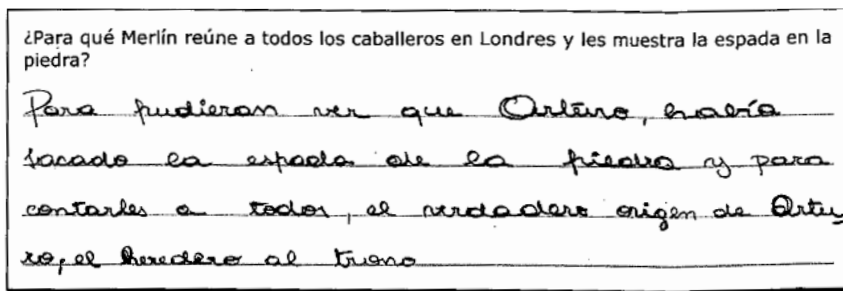 ¿Para qué Merlín reúne a todos los caballeros en Londres y les muestra la espada en la
piedra?
Para pudieran ver que Arturo, había
sacado la espada de la piedra y para
contarles a todos, el verdadero origen de Artu
ro, el heredero al trono